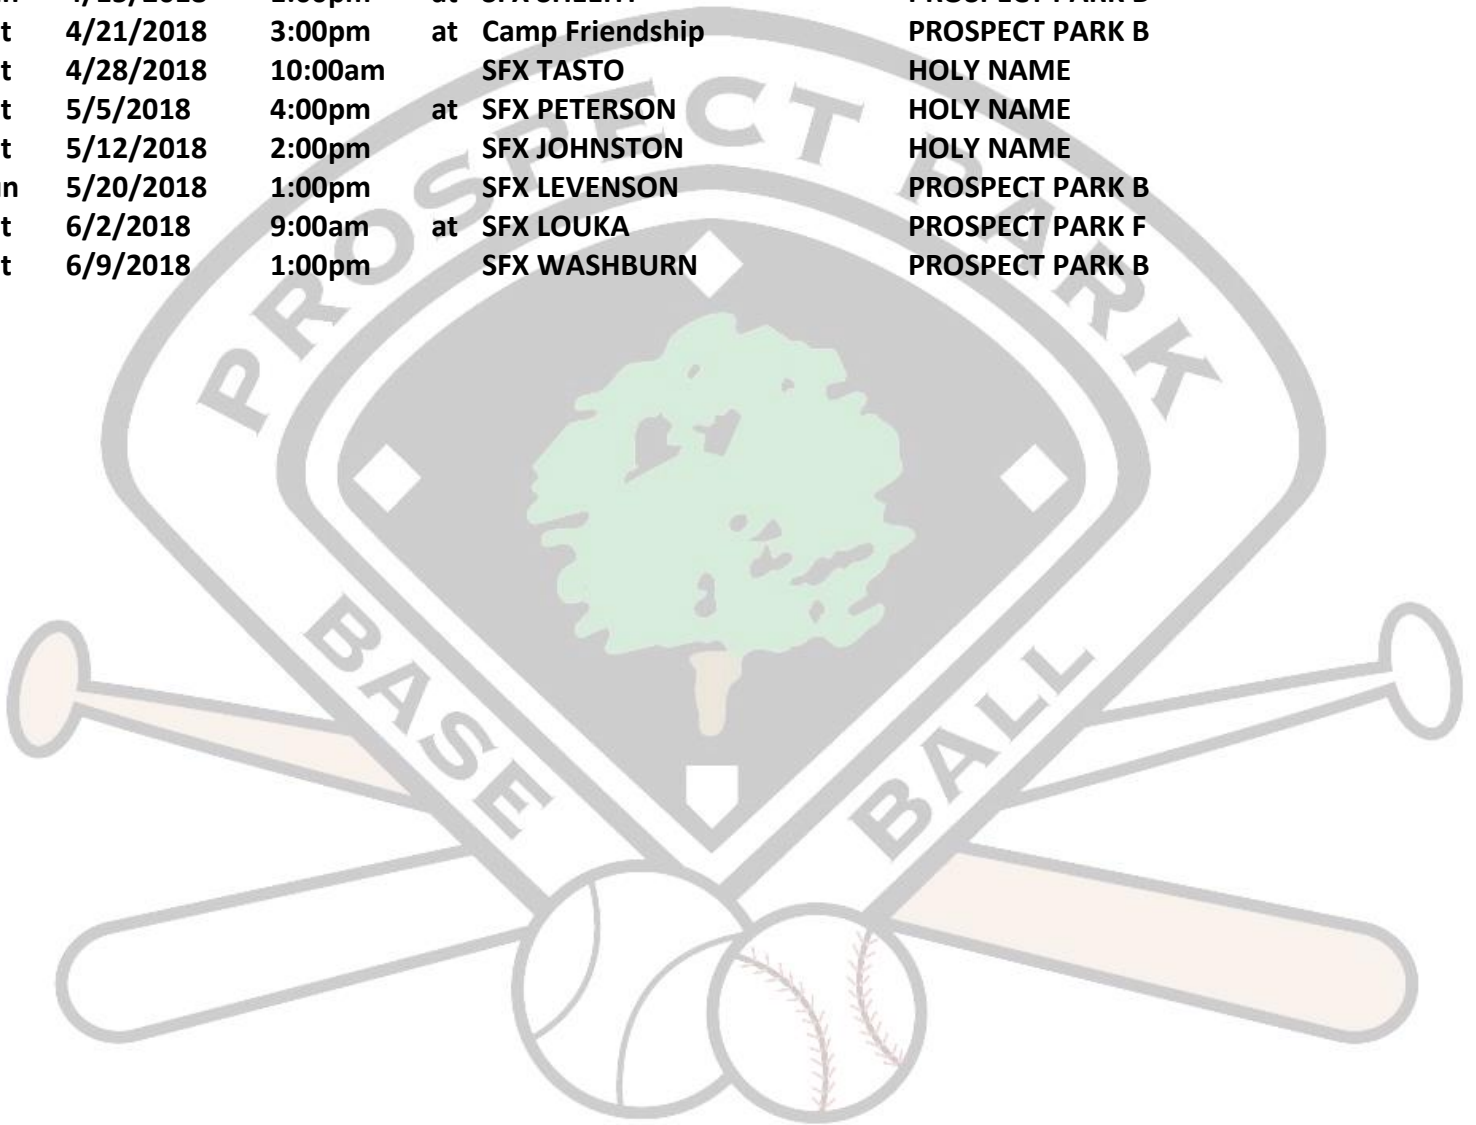 t 4/21/2018 3:00pm at Camp Friendship PROSPECT PARK B
t 4/28/2018 10:00am SFX TASTO HOLY NAME
t 5/5/2018 4:00pm at SFX PETERSON HOLY NAME
t 5/12/2018 2:00pm SFX JOHNSTON HOLY NAME
n 5/20/2018 1:00pm SFX LEVENSON PROSPECT PARK B
t 6/2/2018 9:00am at SFX LOUKA PROSPECT PARK F
t 6/9/2018 1:00pm SFX WASHBURN PROSPECT PARK B
PROSPECT PARK
BASE BALL